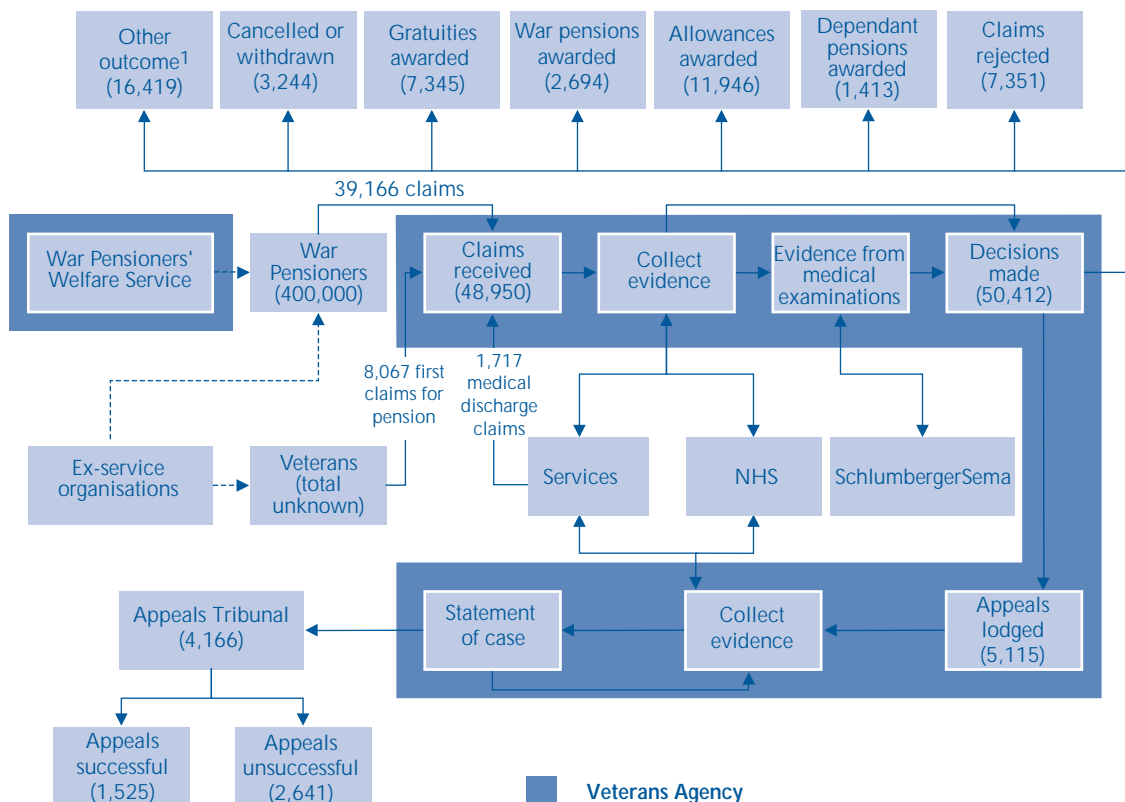 Other
outcome1
(16,419)
Cancelled or
withdrawn
(3,244)
Gratuities
awarded
(7,345)
War pensions
awarded
(2,694)
Allowances
awarded
(11,946)
Dependant
pensions
awarded
(1,413)
Claims
rejected
(7,351)
39,166 claims
War Pensioners'
Welfare Service
War
Pensioners
(400,000)
Claims
received
(48,950)
Collect
evidence
Evidence from
medical
examinations
Decisions
made
(50,412)
8,067 first
claims for
pension
1,717
medical
discharge
claims
Ex-service
organisations
Veterans
(total
unknown)
Services
NHS
SchlumbergerSema
Appeals Tribunal
(4,166)
Statement
of case
Collect
evidence
Appeals
lodged
(5,115)
Appeals
successful
(1,525)
Appeals
unsuccessful
(2,641)
Veterans Agency